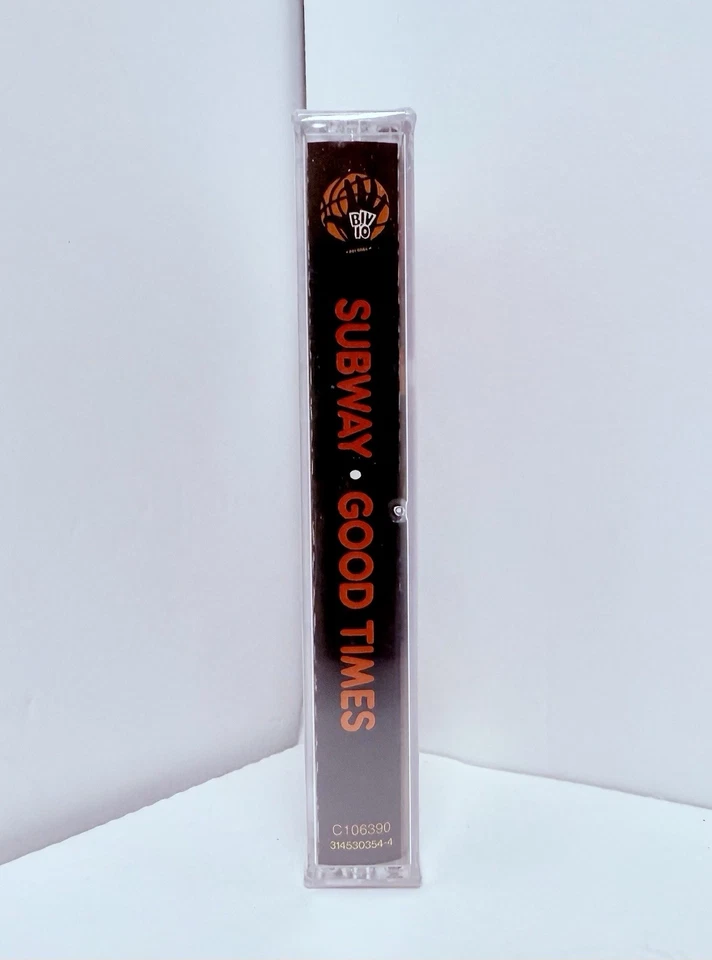 BIV
10
SUBWAY • GOOD TIMES
C106390
314530354-4